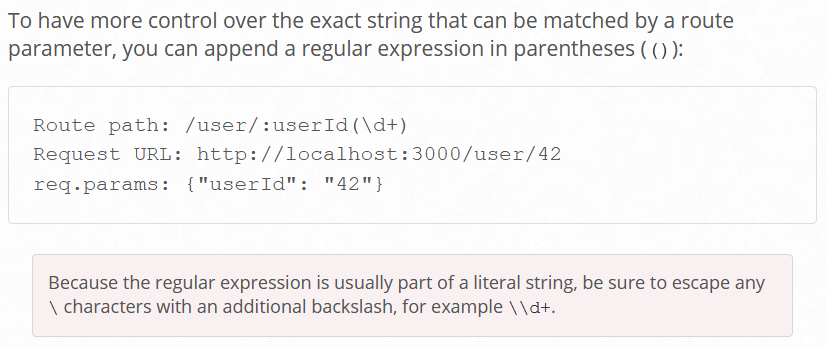 To have more control over the exact string that can be matched by a route
parameter, you can append a regular expression in parentheses (()):
Route path: /user/:userId(\d+)
Request URL: http://localhost:3000/user/42
req.params: {"userId": "42"}
Because the regular expression is usually part of a literal string, be sure to escape any
\ characters with an additional backslash, for example \\d+.